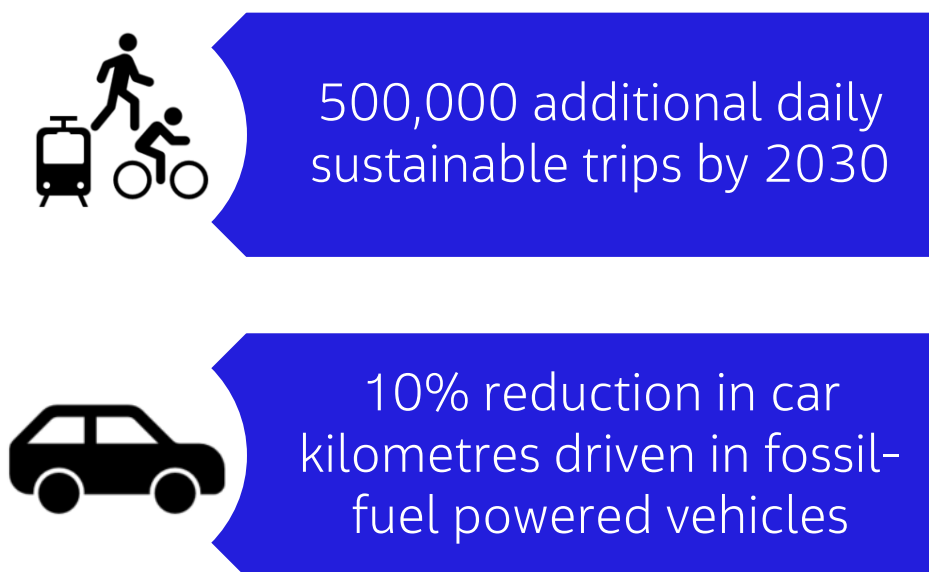 500,000 additional daily
sustainable trips by 2030
10% reduction in car
kilometres driven in fossil-
fuel powered vehicles